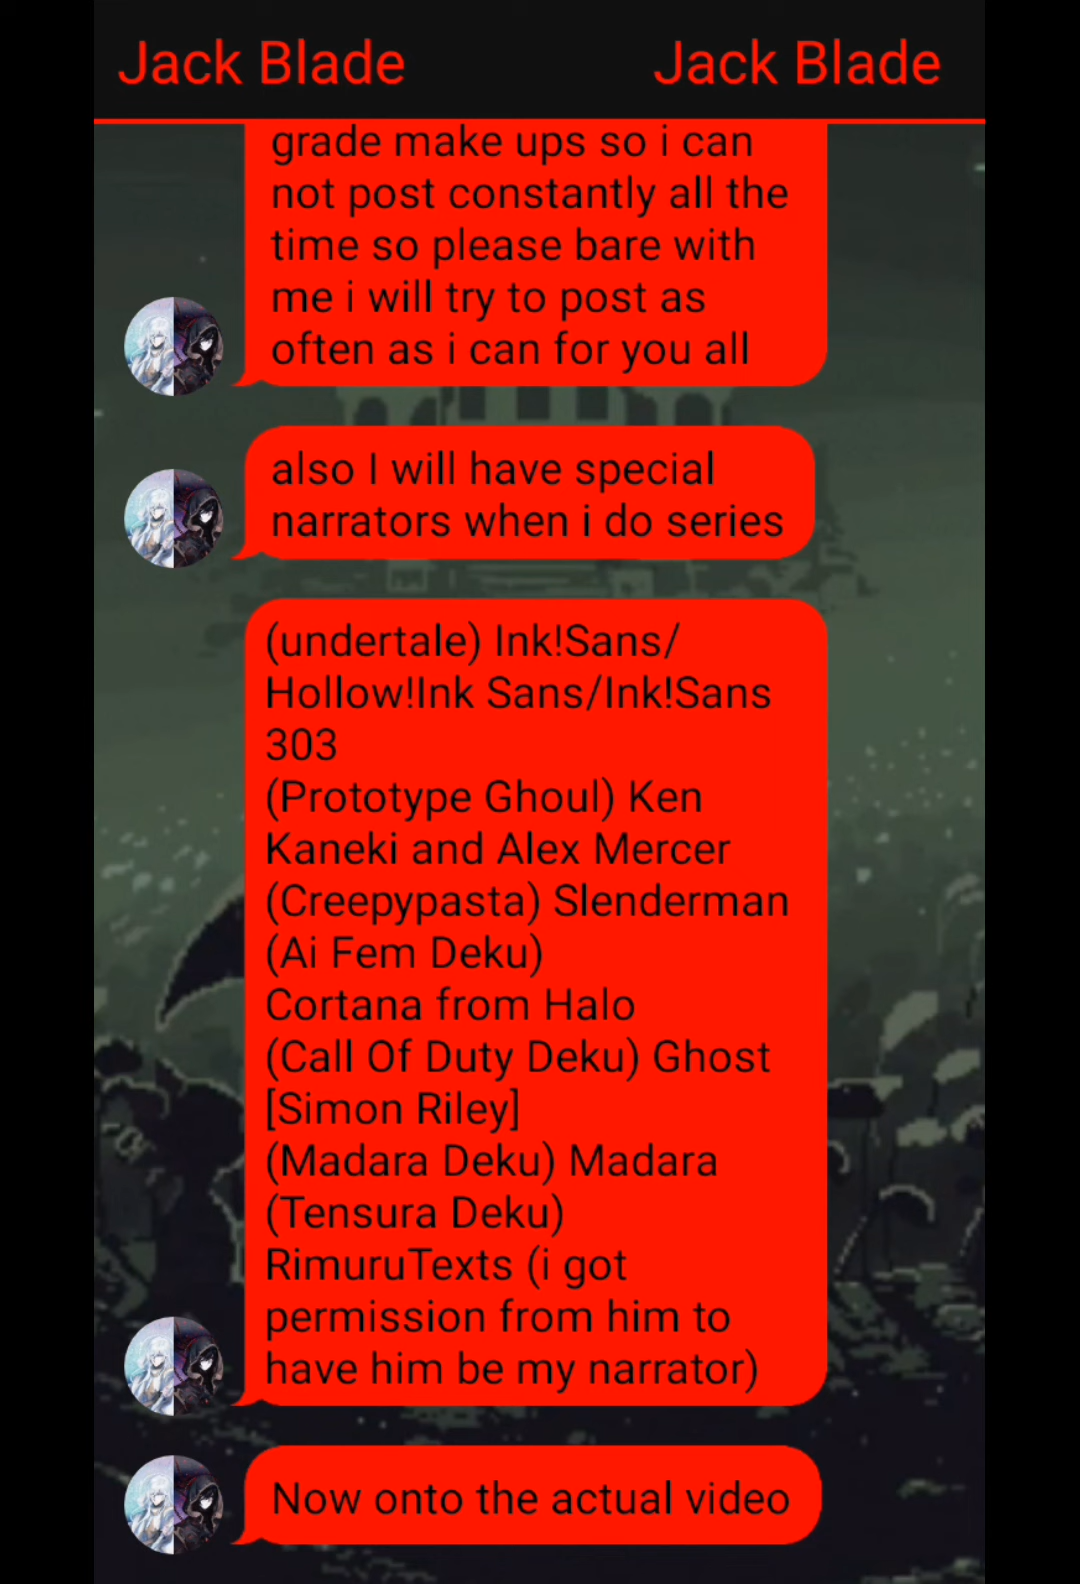 Jack Blade Jack Blade
grade make ups so i can
not post constantly all the
time so please bare with
me i will try to post as
often as i can for you all
also I will have special
narrators when i do series
(undertale) Ink!Sans/
Hollow!Ink Sans/Ink!Sans
303
(Prototype Ghoul) Ken
Kaneki and Alex Mercer
(Creepypasta) Slenderman
(Ai Fem Deku)
Cortana from Halo
(Call Of Duty Deku) Ghost
[Simon Riley]
(Madara Deku) Madara
(Tensura Deku)
RimuruTexts (i got
permission from him to
have him be my narrator)
Now onto the actual video